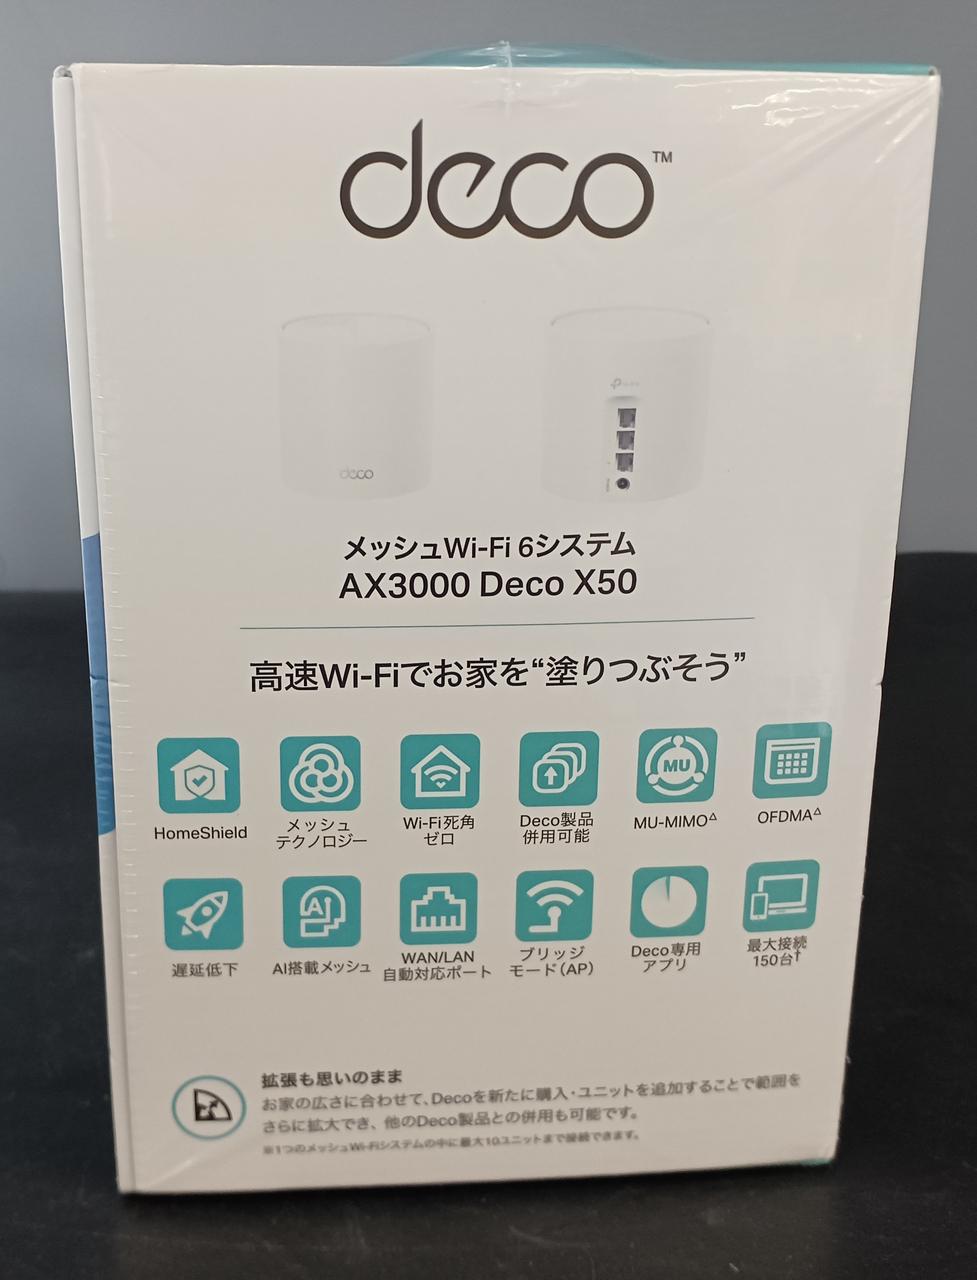 deco™
tp-link
deco
メッシュWi-Fi 6システム
AX3000 Deco X50
高速Wi-Fiでお家を“塗りつぶそう”
HomeShield
メッシュ
テクノロジー
Wi-Fi死角
ゼロ
Deco製品
併用可能
MU
MU-MIMO△
OFDMA△
遅延低下
AI
AI搭載メッシュ
WAN/LAN
自動対応ポート
ブリッジ
モード(AP)
Deco専用
アプリ
最大接続
150台†
拡張も思いのまま
お家の広さに合わせて、Decoを新たに購入・ユニットを追加することで範囲を
さらに拡大でき、他のDeco製品との併用も可能です。
※1つのメッシュWi-Fiシステムの中に最大10ユニットまで接続できます。